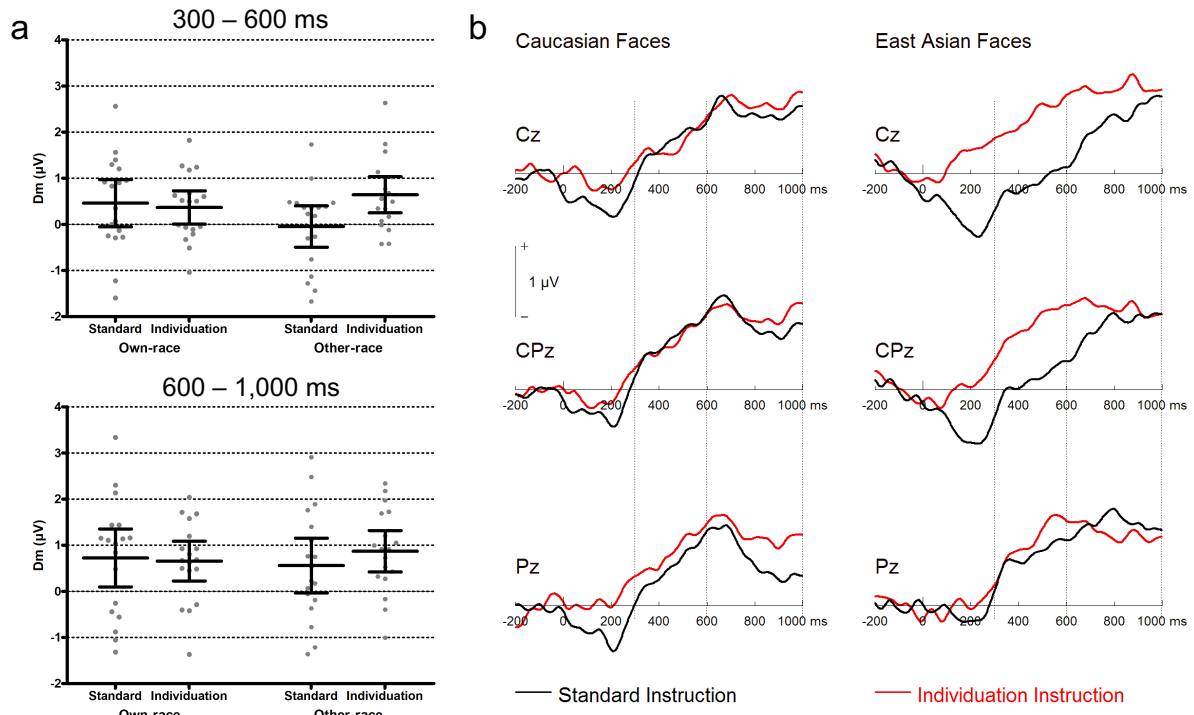 a
300 – 600 ms
4
3
2
1
0
-1
-2
Dm (µV)
Standard Individuation Standard Individuation
Own-race Other-race
600 – 1,000 ms
4
3
2
1
0
-1
-2
Dm (µV)
Standard Individuation Standard Individuation
Own-race Other-race
b
Caucasian Faces East Asian Faces
Cz Cz
-200 0 200 400 600 800 1000 ms -200 0 200 400 600 800 1000 ms
+
1 µV
–
CPz CPz
-200 0 200 400 600 800 1000 ms -200 0 200 400 600 800 1000 ms
Pz Pz
-200 0 200 400 600 800 1000 ms -200 0 200 400 600 800 1000 ms
Standard Instruction Individuation Instruction